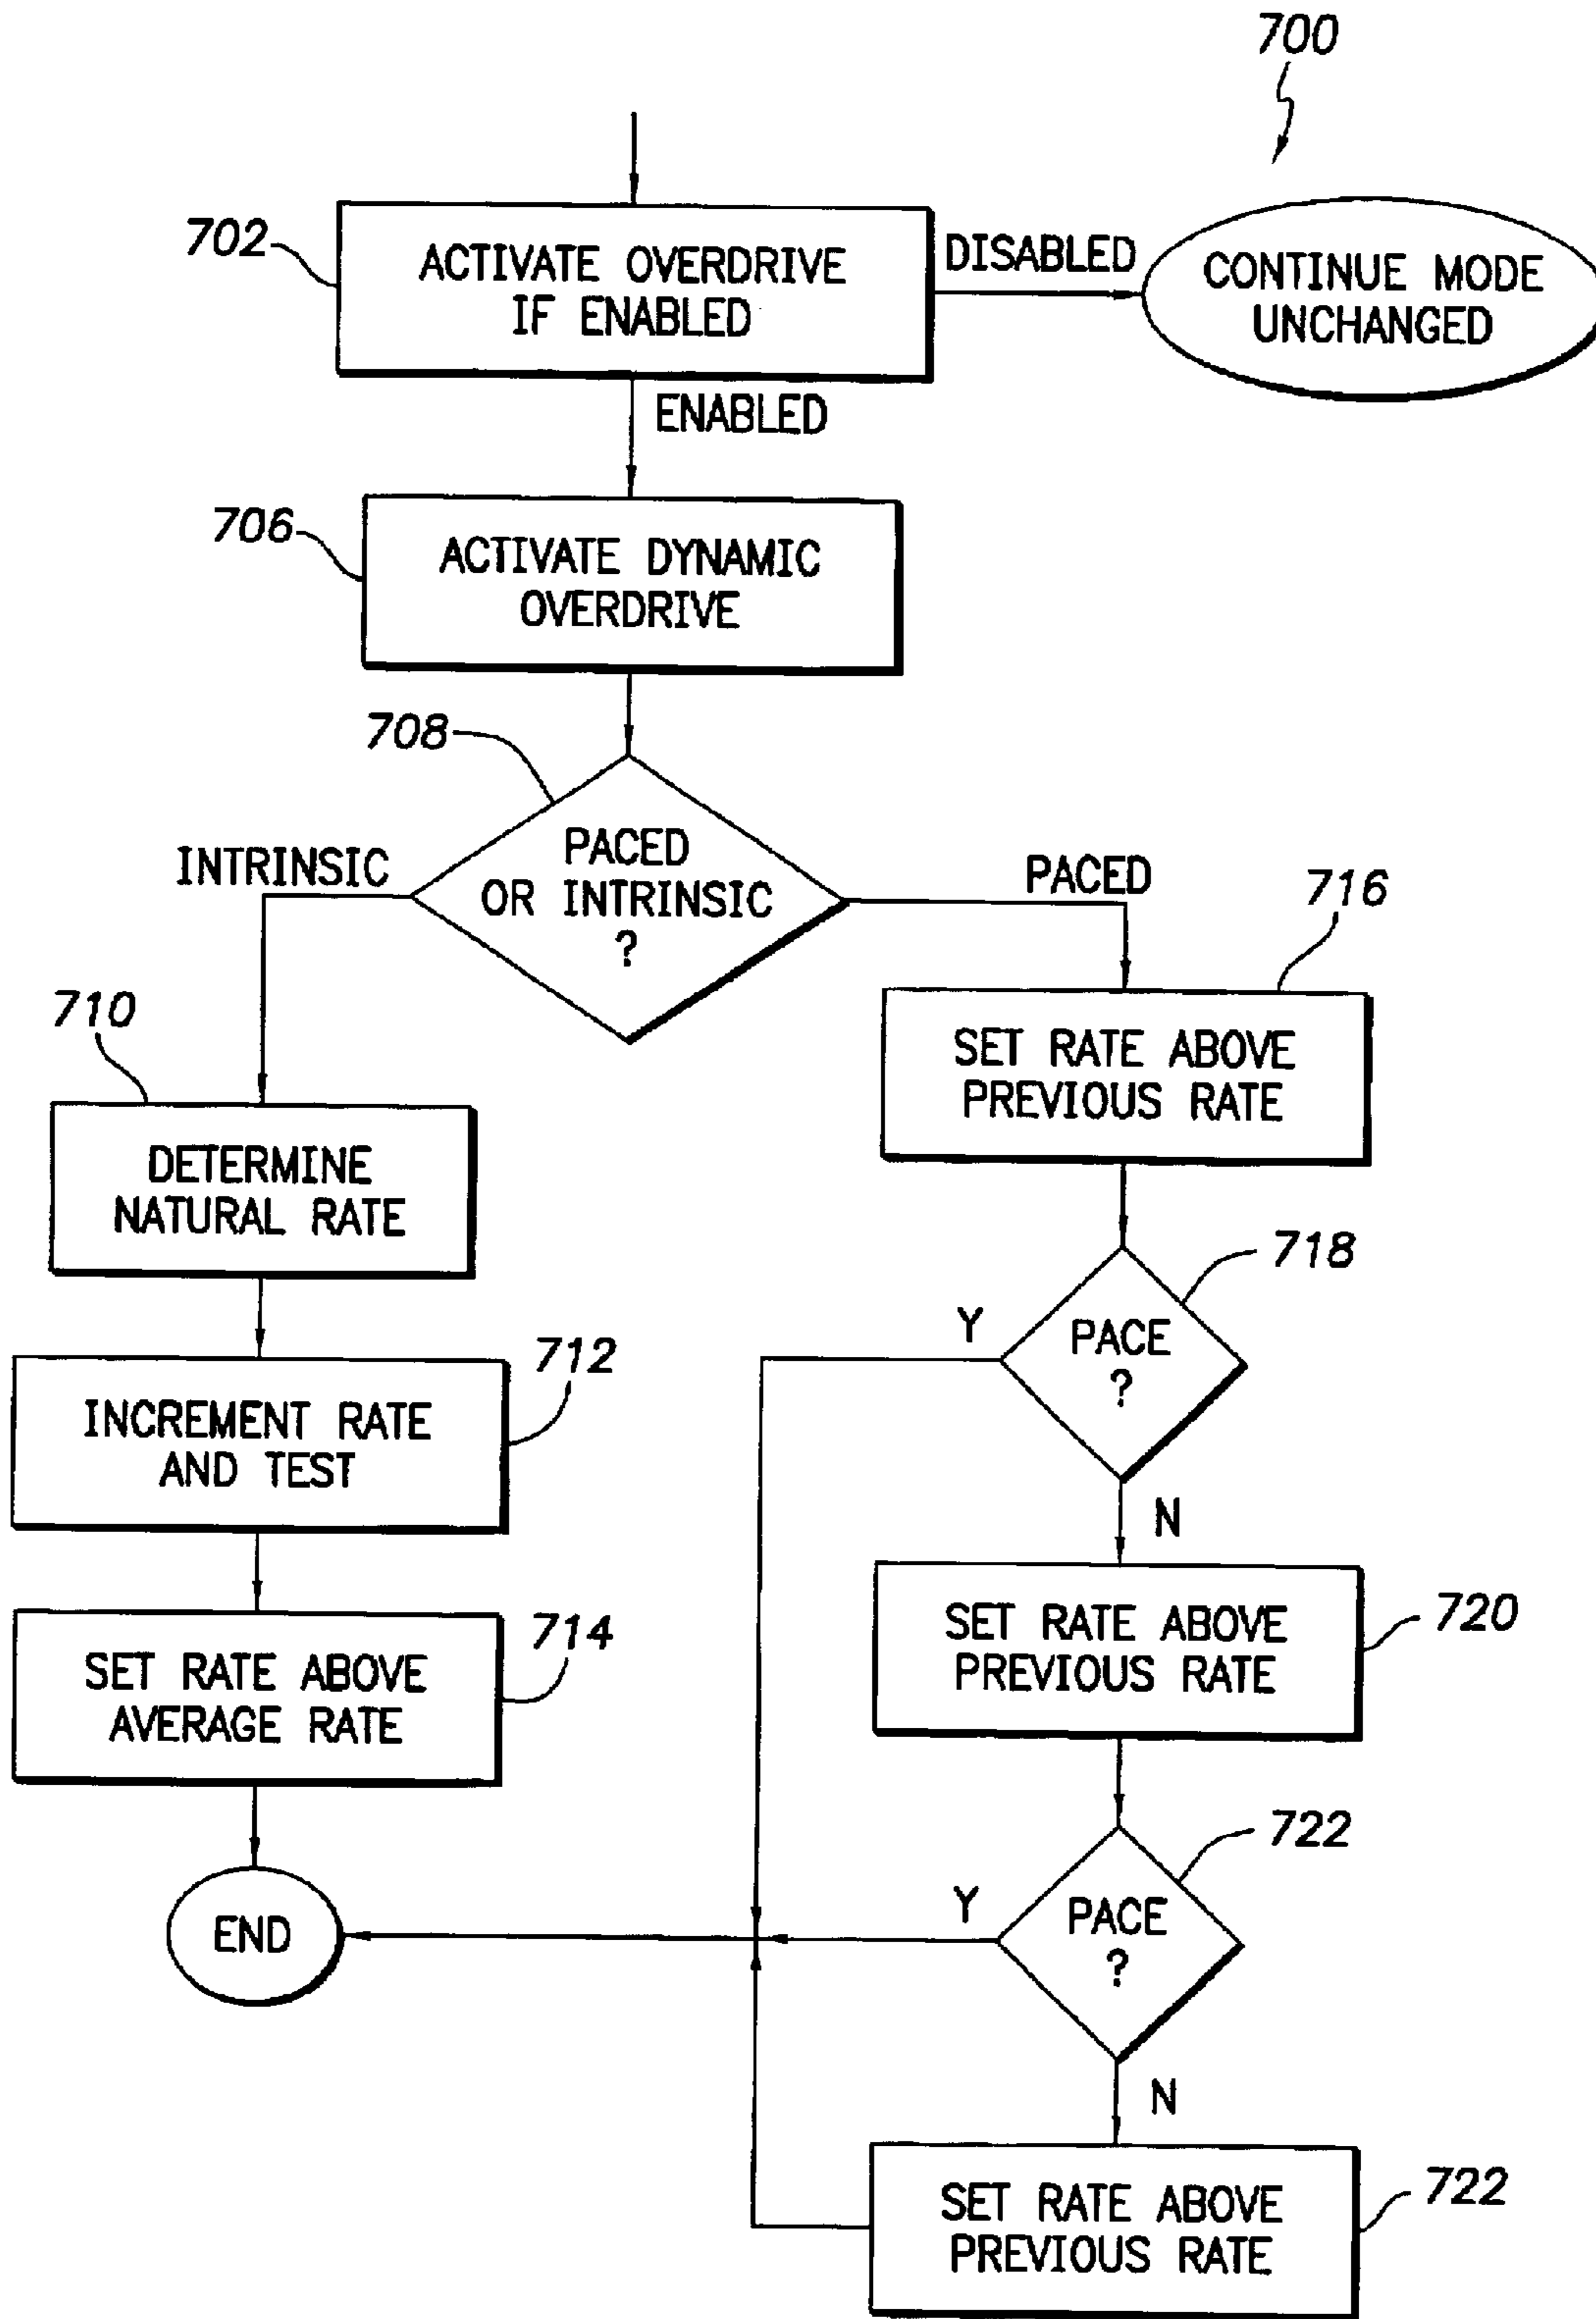 700
702
ACTIVATE OVERDRIVE
IF ENABLED
DISABLED
CONTINUE MODE
UNCHANGED
ENABLED
706
ACTIVATE DYNAMIC
OVERDRIVE
708
PACED
OR INTRINSIC
?
INTRINSIC
PACED
716
710
SET RATE ABOVE
PREVIOUS RATE
DETERMINE
NATURAL RATE
718
Y
PACE
?
712
INCREMENT RATE
AND TEST
N
714
SET RATE ABOVE
AVERAGE RATE
SET RATE ABOVE
PREVIOUS RATE
720
722
Y
PACE
?
END
N
SET RATE ABOVE
PREVIOUS RATE
722